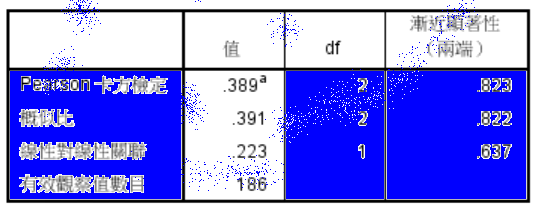 值 df 漸近顯著性（兩端）
Pearson 卡方檢定 .389a 2 .823
概似比 .391 2 .822
線性對線性關聯 .223 1 .637
有效觀察值數目 186